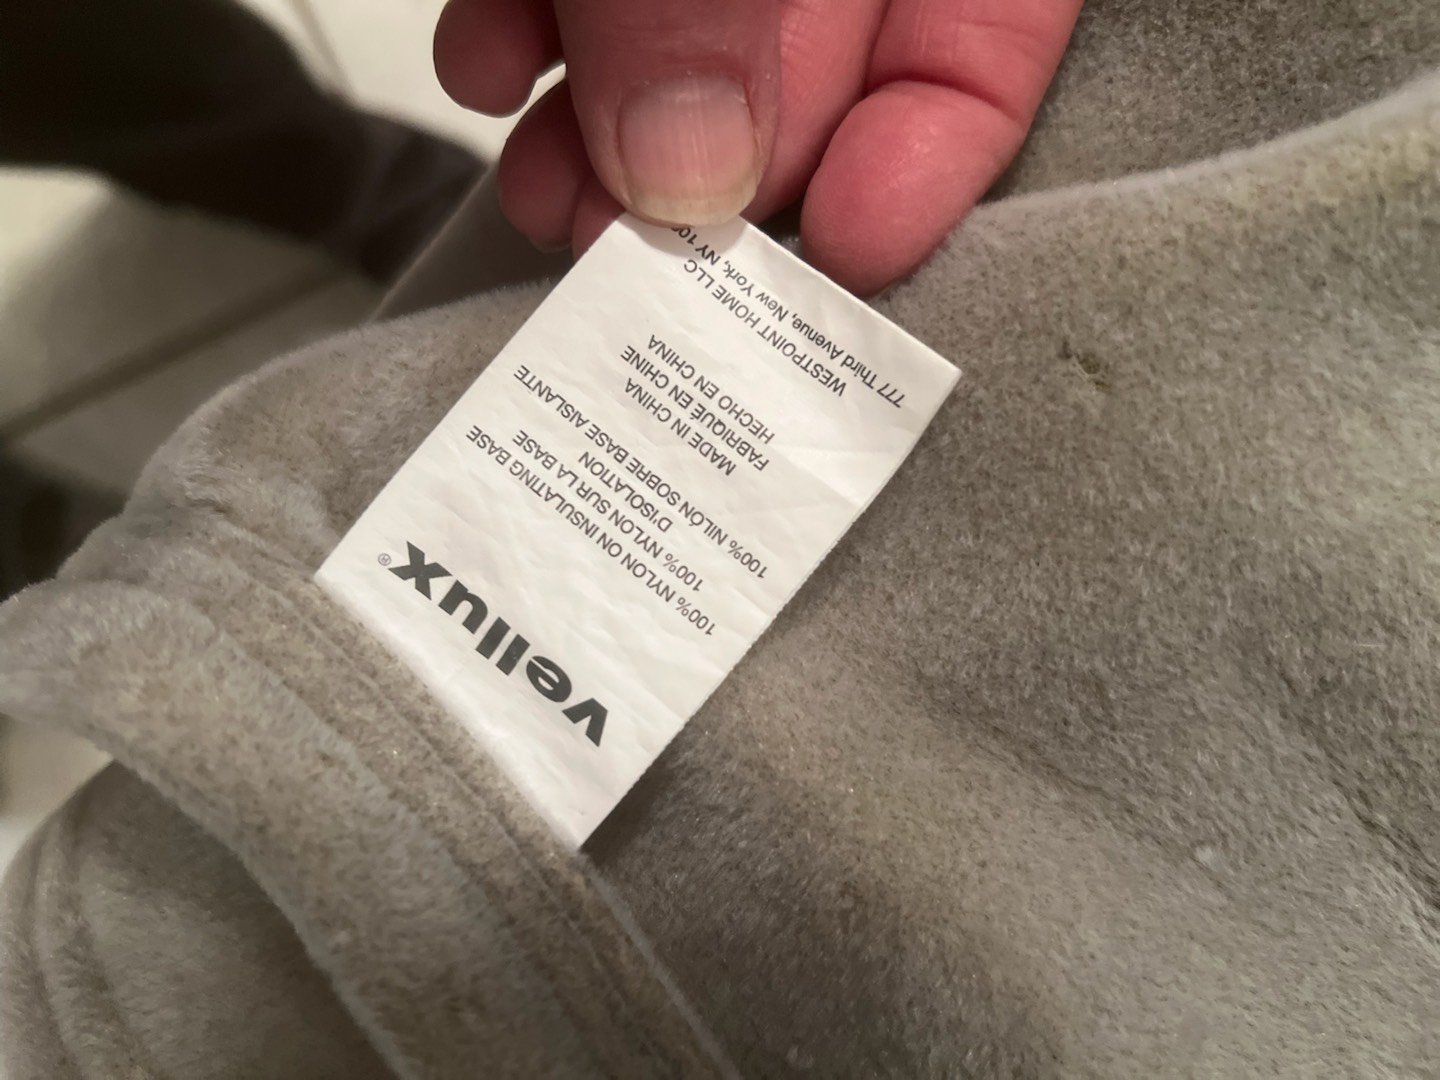 vellux®
100% NYLON ON INSULATING BASE
100% NYLON SUR LA BASE
D'ISOLATION
100% NILÓN SOBRE BASE AISLANTE
MADE IN CHINA
FABRIQUÉ EN CHINE
HECHO EN CHINA
WESTPOINT HOME LLC
777 Third Avenue, New York, NY